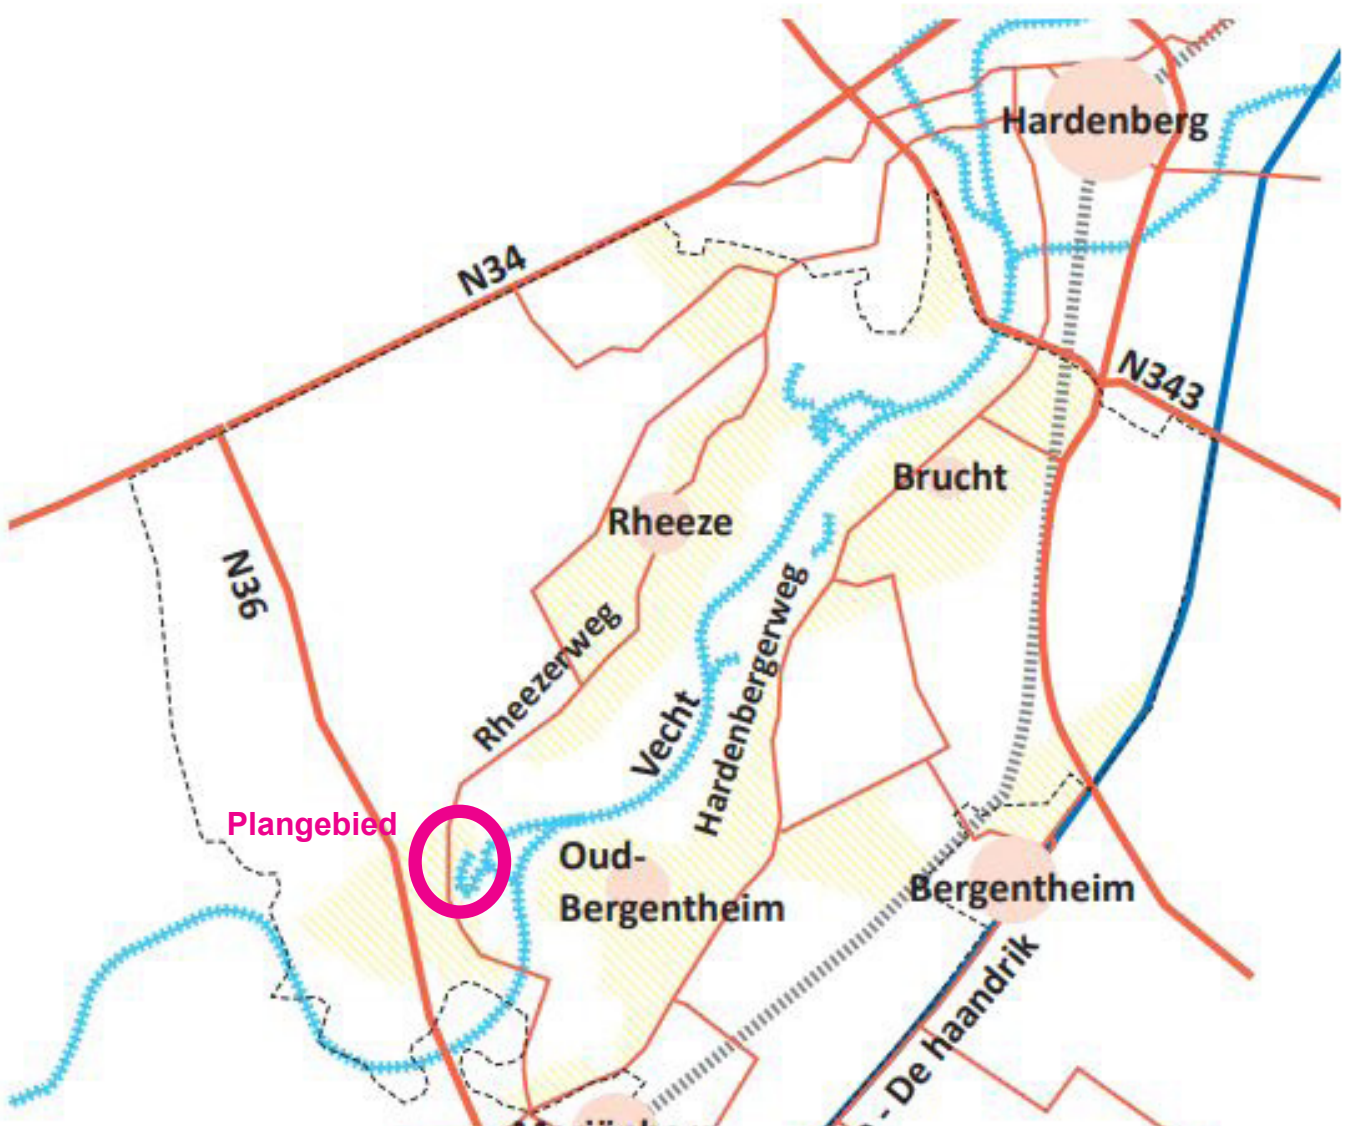 Hardenberg
N34
N343
Brucht
Rheeze
N36
Rheezerweg
Hardenbergerweg
Vecht
Plangebied
Oud-
Bergentheim
Bergentheim
- De haandrik